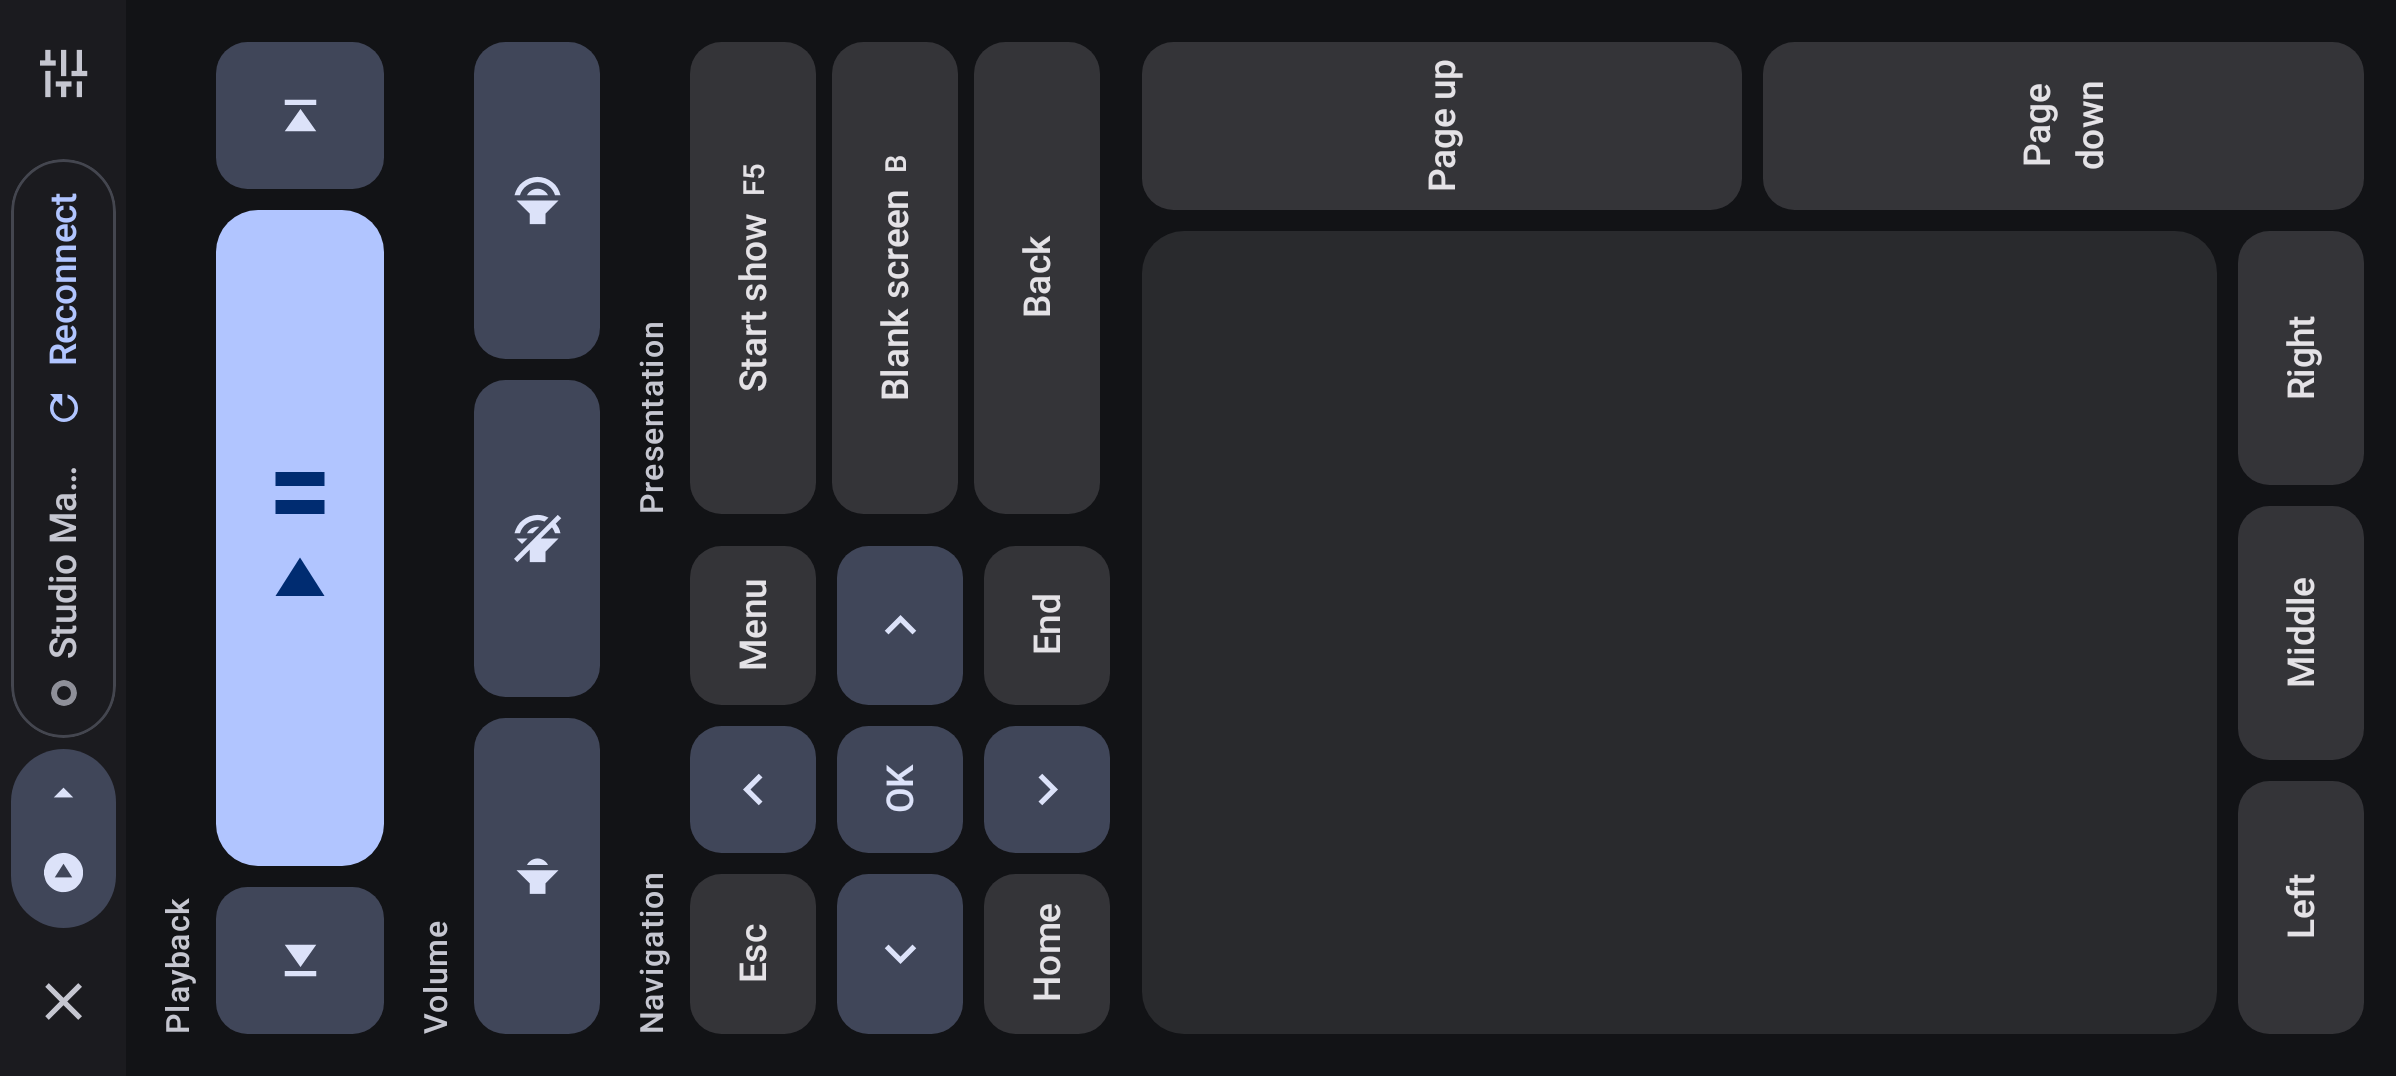 Studio Ma...
Reconnect
Playback
Volume
Navigation
Presentation
Esc
Menu
Start show F5
OK
Blank screen B
Home
End
Back
Page up
Page
down
Left
Middle
Right